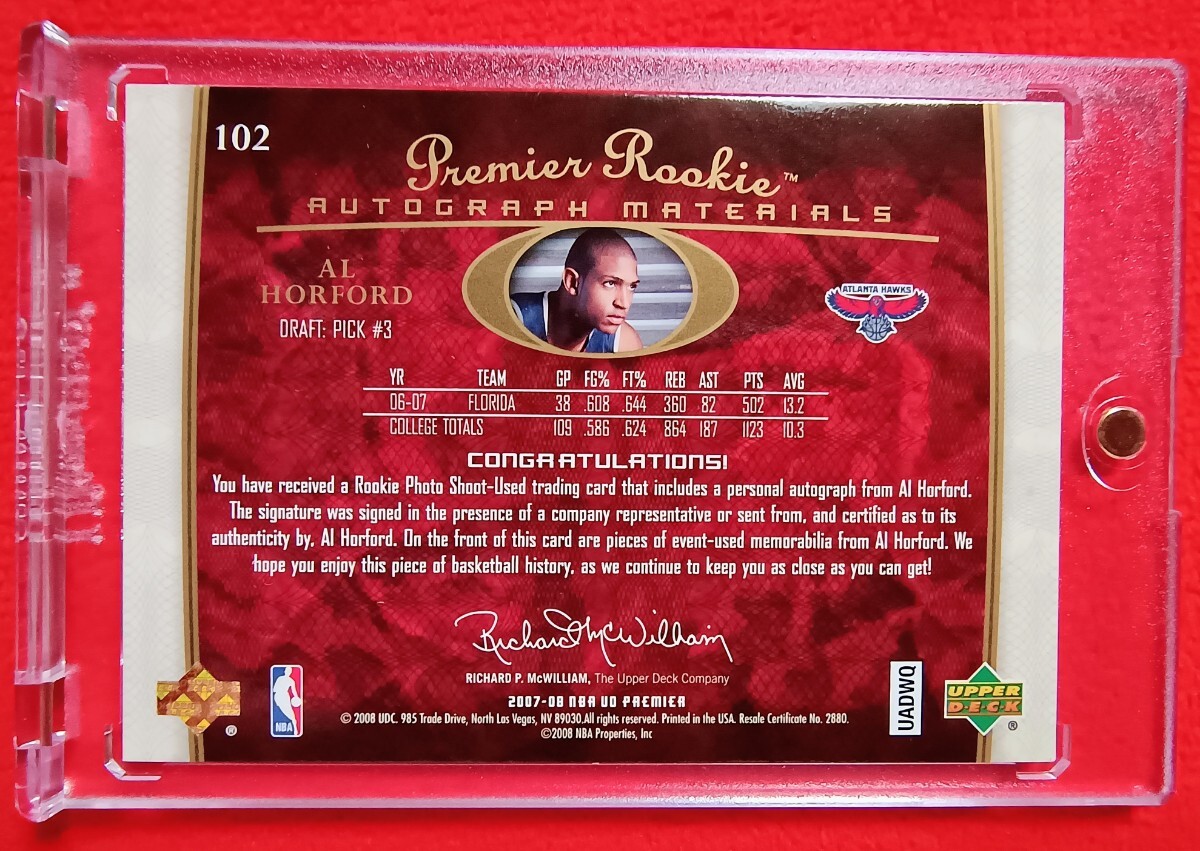 102
Premier Rookie™
AUTOGRAPH MATERIALS
AL
HORFORD
DRAFT: PICK #3
ATLANTA HAWKS
YR TEAM GP FG% FT% REB AST PTS AVG
06-07 FLORIDA 38 .608 .644 360 82 502 13.2
COLLEGE TOTALS 109 .586 .624 864 187 1123 10.3
CONGRATULATIONS!
You have received a Rookie Photo Shoot-Used trading card that includes a personal autograph from Al Horford.
The signature was signed in the presence of a company representative or sent from, and certified as to its
authenticity by, Al Horford. On the front of this card are pieces of event-used memorabilia from Al Horford. We
hope you enjoy this piece of basketball history, as we continue to keep you as close as you can get!
Richard McWilliam
RICHARD P. McWILLIAM, The Upper Deck Company
2007-08 NBA UD PREMIER
© 2008 UDC. 985 Trade Drive, North Las Vegas, NV 89030.All rights reserved. Printed in the USA. Resale Certificate No. 2880.
©2008 NBA Properties, Inc
®
NBA
UADWQ
UPPER
DECK
®